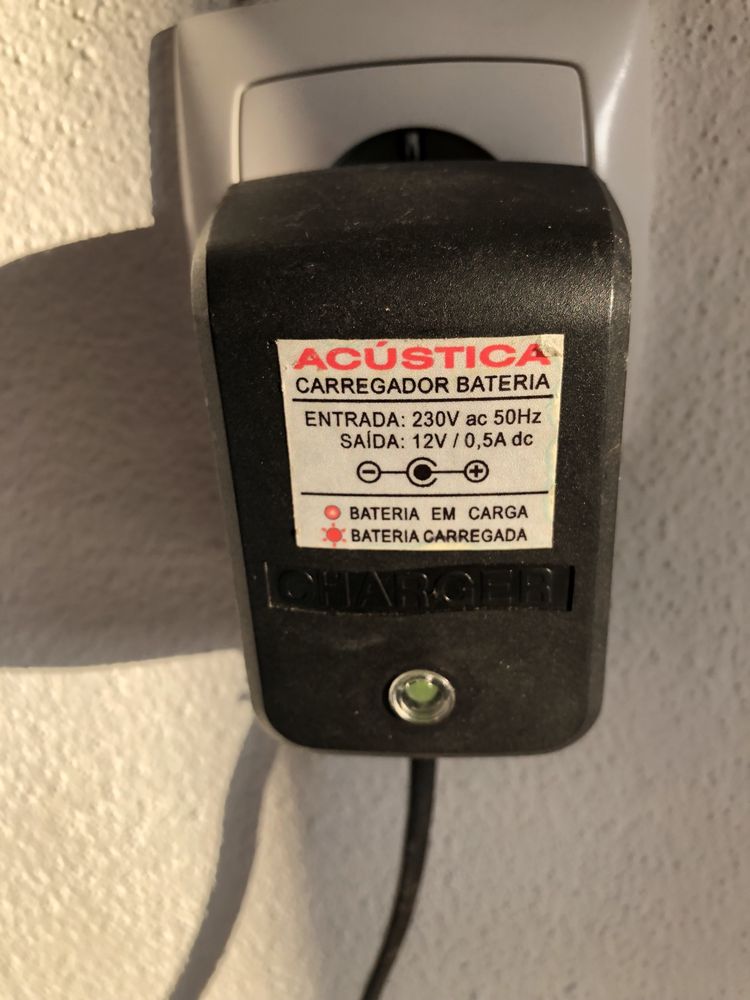 ACÚSTICA
CARREGADOR BATERIA
ENTRADA: 230V ac 50Hz
SAÍDA: 12V / 0,5A dc
BATERIA EM CARGA
BATERIA CARREGADA
CHARGER